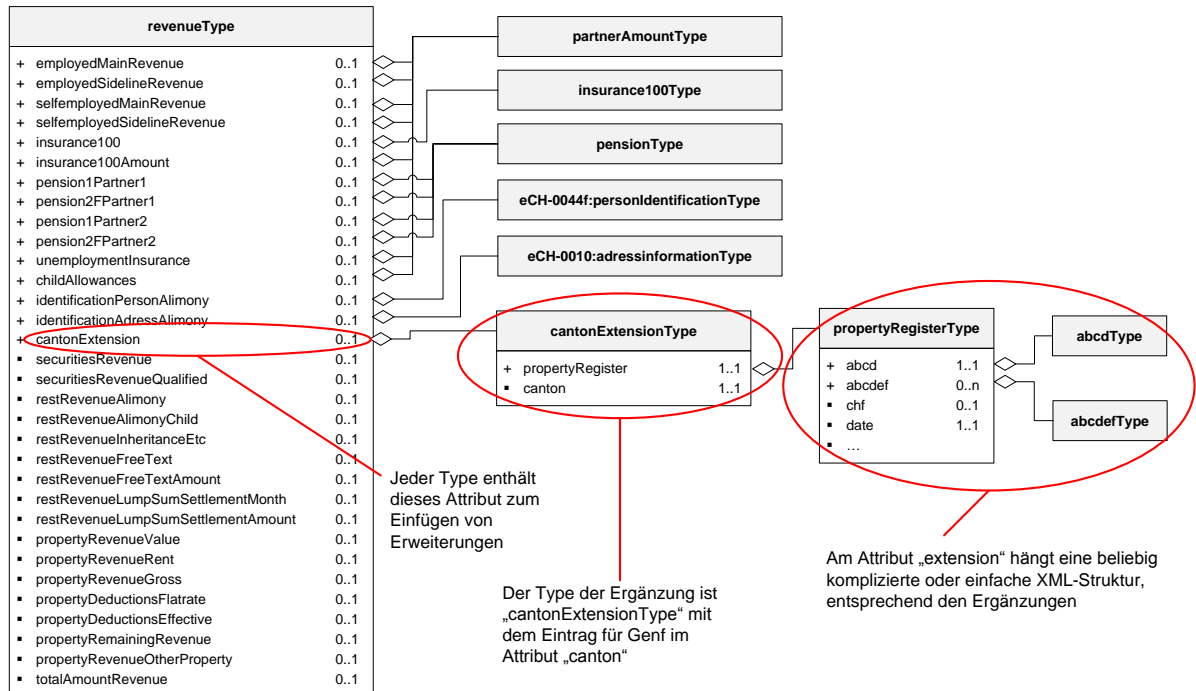 revenueType
+ employedMainRevenue 0..1
+ employedSidelineRevenue 0..1
+ selfemployedMainRevenue 0..1
+ selfemployedSidelineRevenue 0..1
+ insurance100 0..1
+ insurance100Amount 0..1
+ pension1Partner1 0..1
+ pension2FPartner1 0..1
+ pension1Partner2 0..1
+ pension2FPartner2 0..1
+ unemploymentInsurance 0..1
+ childAllowances 0..1
+ identificationPersonAlimony 0..1
+ identificationAdressAlimony 0..1
+ cantonExtension 0..1
▪ securitiesRevenue 0..1
▪ securitiesRevenueQualified 0..1
▪ restRevenueAlimony 0..1
▪ restRevenueAlimonyChild 0..1
▪ restRevenueInheritanceEtc 0..1
▪ restRevenueFreeText 0..1
▪ restRevenueFreeTextAmount 0..1
▪ restRevenueLumpSumSettlementMonth 0..1
▪ restRevenueLumpSumSettlementAmount 0..1
▪ propertyRevenueValue 0..1
▪ propertyRevenueRent 0..1
▪ propertyRevenueGross 0..1
▪ propertyDeductionsFlatrate 0..1
▪ propertyDeductionsEffective 0..1
▪ propertyRemainingRevenue 0..1
▪ propertyRevenueOtherProperty 0..1
▪ totalAmountRevenue 0..1
partnerAmountType
insurance100Type
pensionType
eCH-0044f:personIdentificationType
eCH-0010:adressinformationType
cantonExtensionType
+ propertyRegister 1..1
▪ canton 1..1
propertyRegisterType
+ abcd 1..1
+ abcdef 0..n
▪ chf 0..1
▪ date 1..1
▪ …
abcdType
abcdefType
Jeder Type enthält
dieses Attribut zum
Einfügen von
Erweiterungen
Der Type der Ergänzung ist
„cantonExtensionType“ mit
dem Eintrag für Genf im
Attribut „canton“
Am Attribut „extension“ hängt eine beliebig
komplizierte oder einfache XML-Struktur,
entsprechend den Ergänzungen